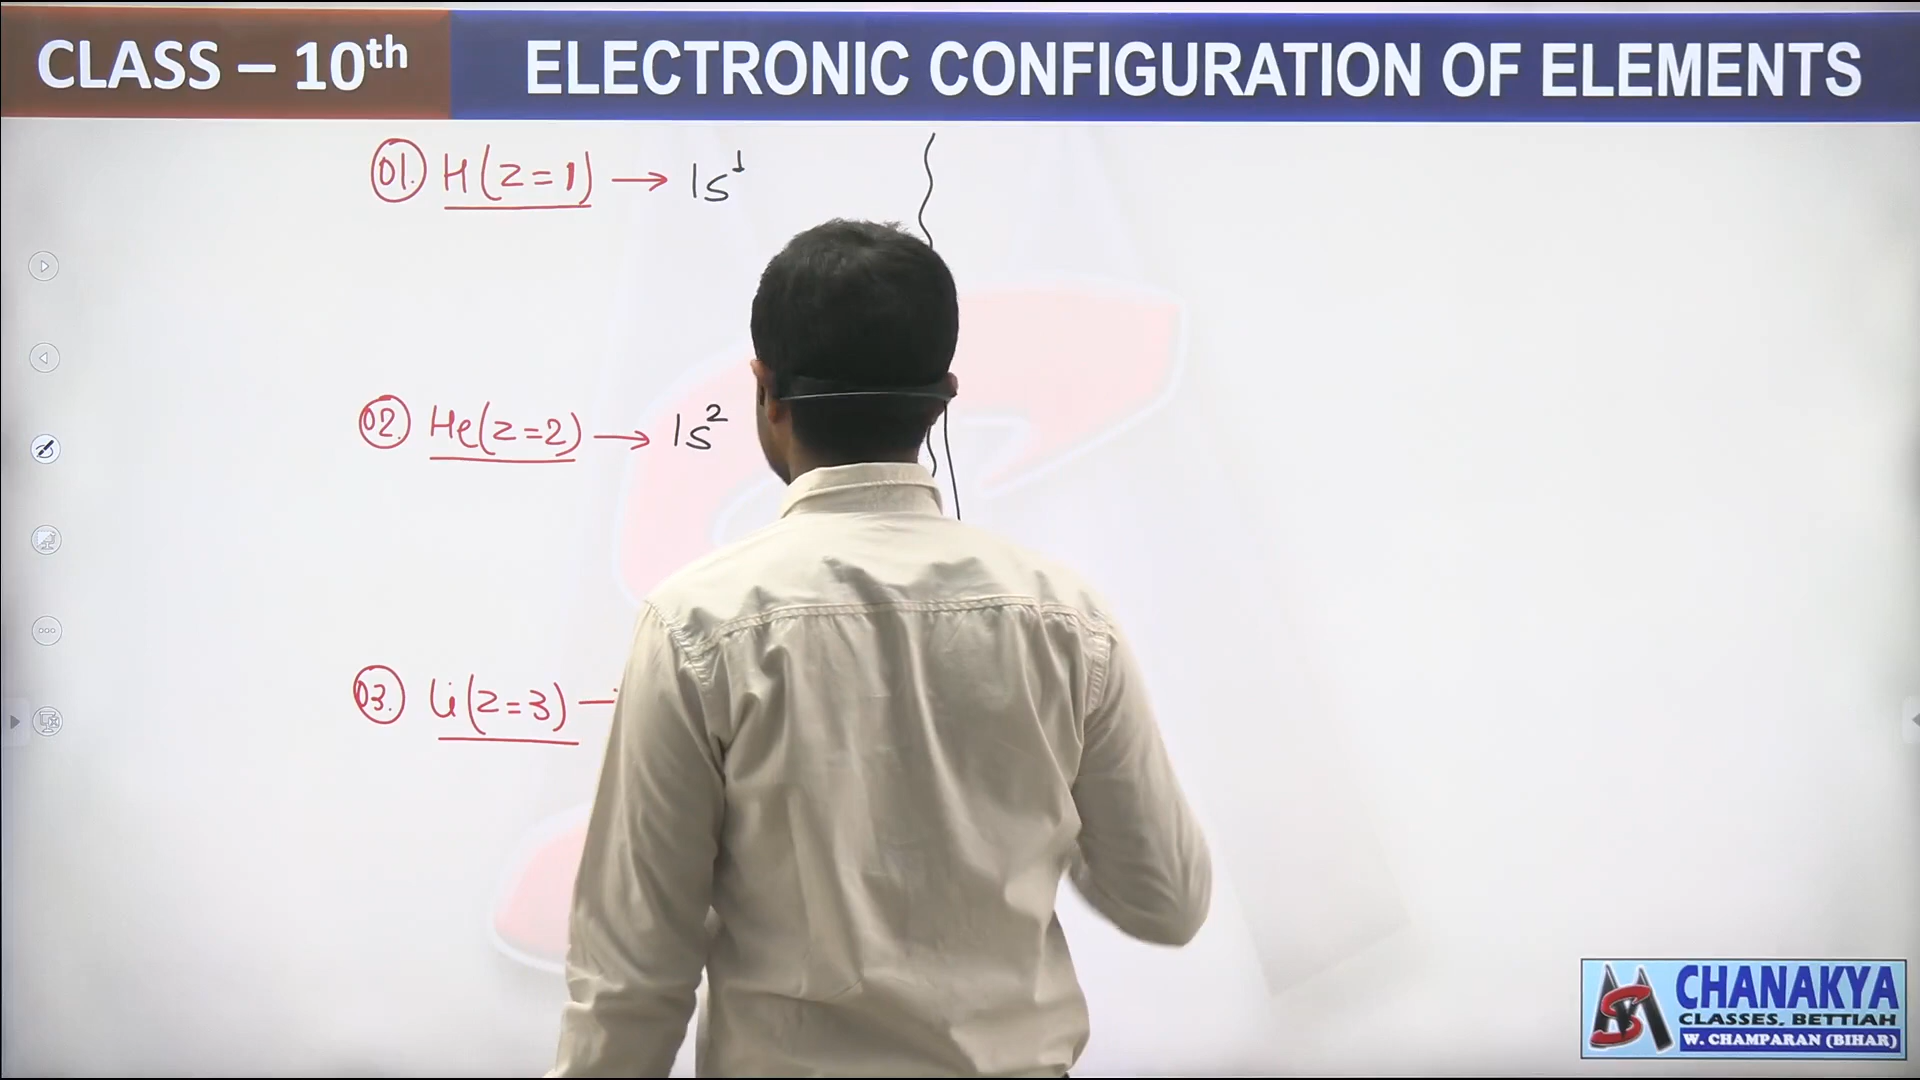 CLASS – 10th
ELECTRONIC CONFIGURATION OF ELEMENTS
01. H(z=1) → 1s¹
02. He(z=2) → 1s²
03. Li(z=3) —
CHANAKYA
CLASSES, BETTIAH
W. CHAMPARAN (BIHAR)